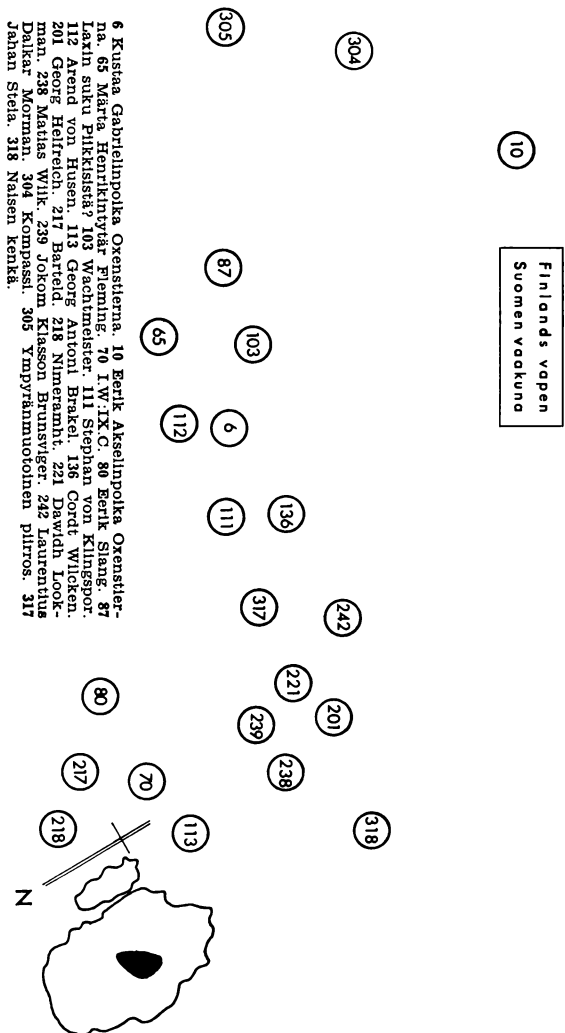 Finlands vapen
Suomen vaakuna
10
304
318
242
201
305
136
221
238
103
317
239
87
6
111
113
65
112
70
80
217
218
N
6 Kustaa Gabrielinpoika Oxenstierna. 10 Eerik Akselinpoika Oxenstier-
na. 65 Märta Henrikintytär Fleming. 70 I.W:IX.C. 80 Eerik Slang. 87
Laxin suku Piikkisistä? 103 Wachtmeister. 111 Stephan von Klingspor.
112 Arend von Husen. 113 Georg Antoni Brakel. 136 Cordt Wilcken.
201 Georg Helfreich. 217 Barteld. 218 Nimeramht. 221 Dawidh Look-
man. 238 Matias Wiik. 239 Jokom Klasson Brunsviger. 242 Laurentius
Dalkar Morman. 304 Kompassi. 305 Ympyränmuotoinen piirros. 317
Jahan Steia. 318 Naisen kenkä.